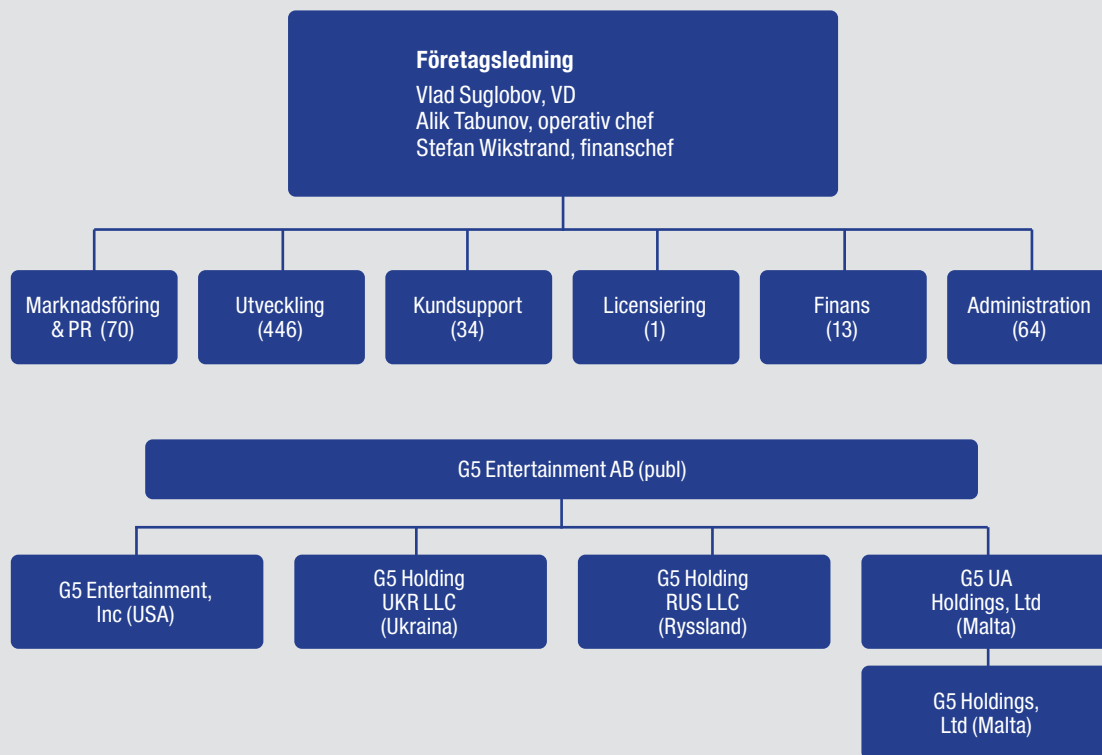 Företagsledning
Vlad Suglobov, VD
Alik Tabunov, operativ chef
Stefan Wikstrand, finanschef
Marknadsföring
& PR (70)
Utveckling
(446)
Kundsupport
(34)
Licensiering
(1)
Finans
(13)
Administration
(64)
G5 Entertainment AB (publ)
G5 Entertainment,
Inc (USA)
G5 Holding
UKR LLC
(Ukraina)
G5 Holding
RUS LLC
(Ryssland)
G5 UA
Holdings, Ltd
(Malta)
G5 Holdings,
Ltd (Malta)